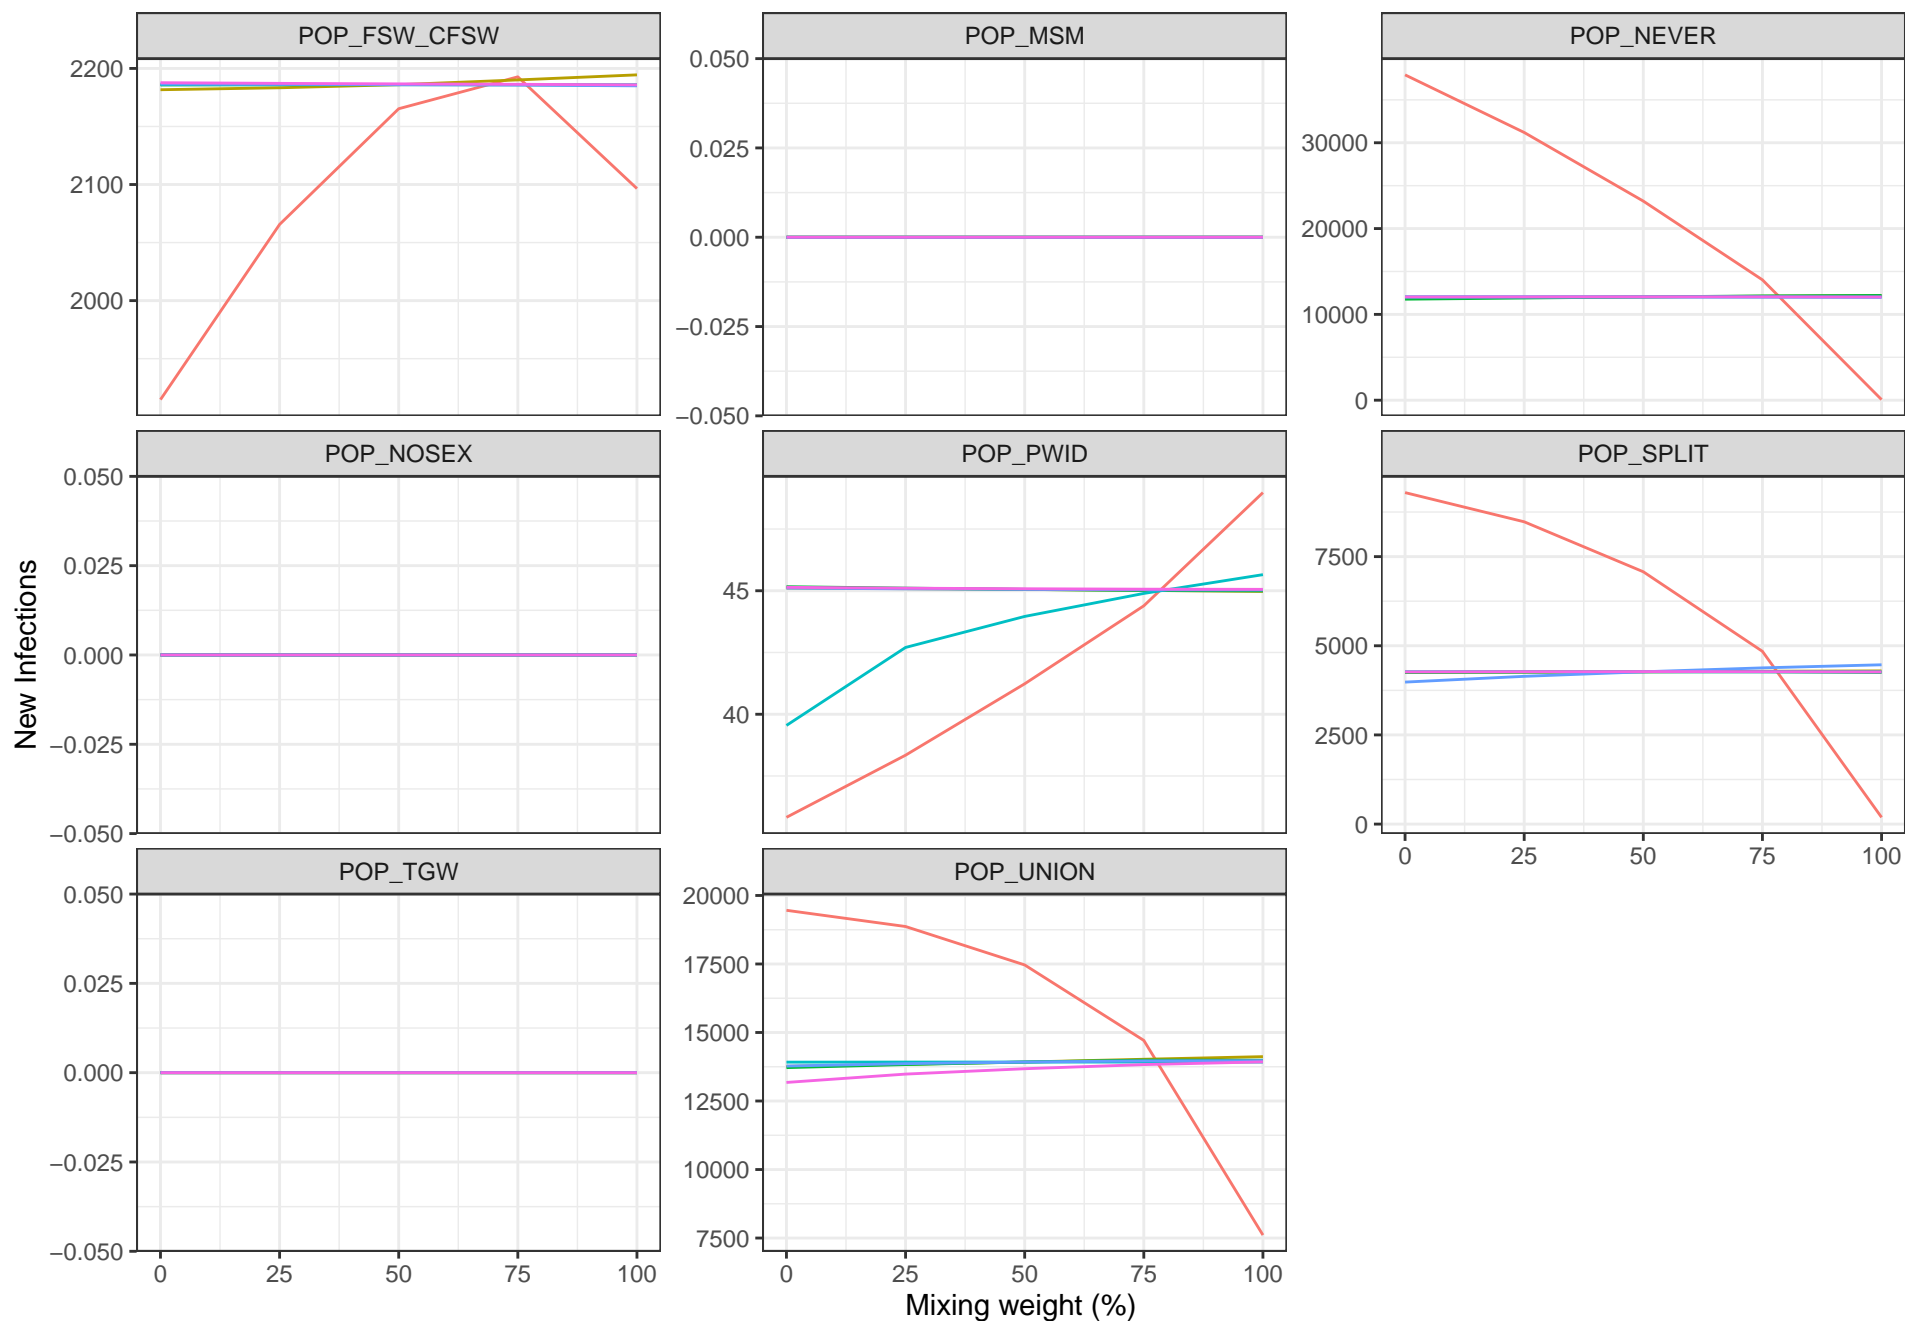 POP_FSW_CFSW
POP_MSM
POP_NEVER
2200
2100
2000
0.050
0.025
0.000
−0.025
−0.050
30000
20000
10000
0
POP_NOSEX
POP_PWID
POP_SPLIT
0.050
0.025
0.000
−0.025
−0.050
45
40
7500
5000
2500
0
0 25 50 75 100
POP_TGW
POP_UNION
0.050
0.025
0.000
−0.025
−0.050
20000
17500
15000
12500
10000
7500
0 25 50 75 100
0 25 50 75 100
New Infections
Mixing weight (%)